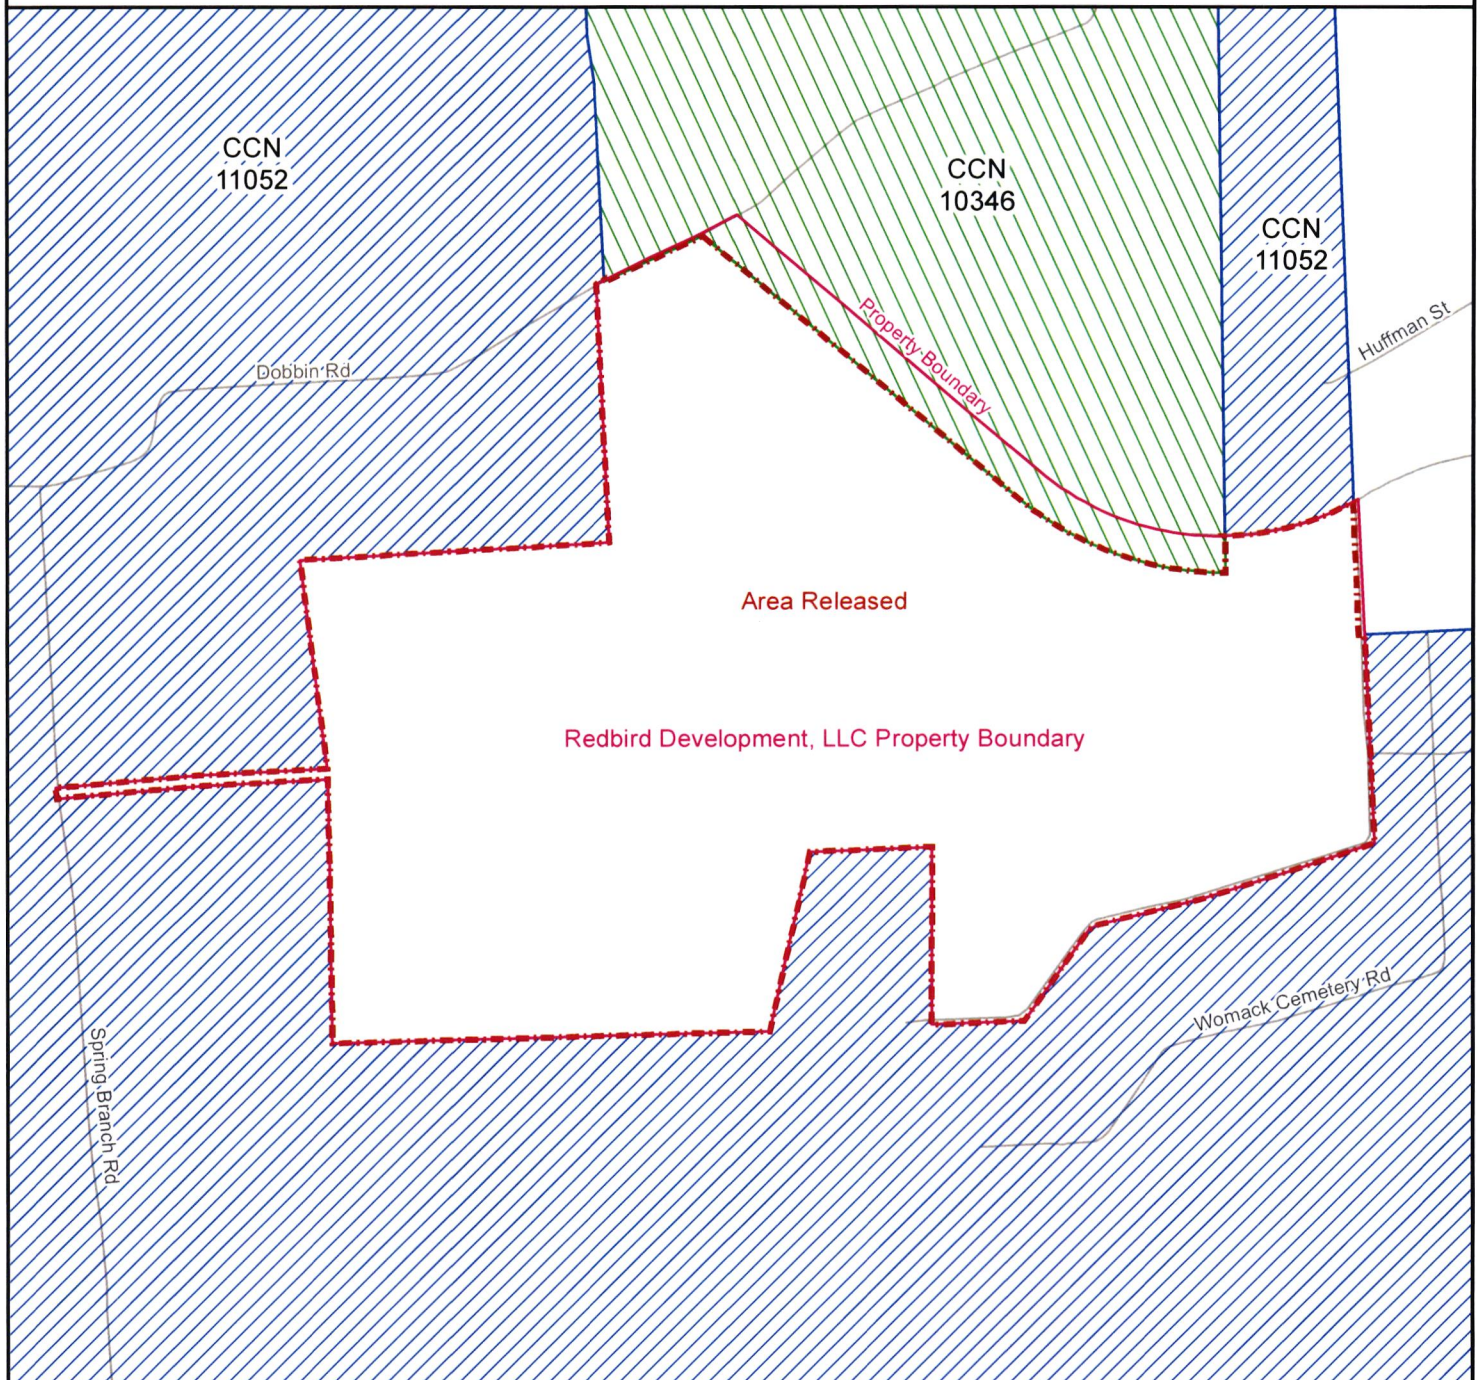 CCN
11052
CCN
10346
CCN
11052
Property Boundary
Huffman St
Dobbin Rd
Area Released
Redbird Development, LLC Property Boundary
Womack Cemetery Rd
Spring Branch Rd